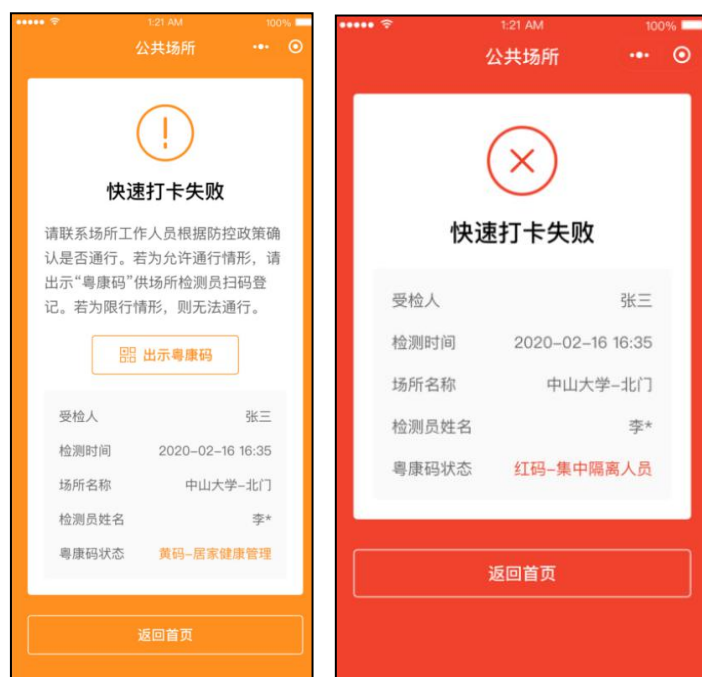 1:21 AM
100%
公共场所
快速打卡失败
请联系场所工作人员根据防控政策确
认是否通行。若为允许通行情形，请
出示“粤康码”供场所检测员扫码登
记。若为限行情形，则无法通行。
出示粤康码
受检人 张三
检测时间 2020-02-16 16:35
场所名称 中山大学-北门
检测员姓名 李*
粤康码状态 黄码-居家健康管理
返回首页
1:21 AM
100%
公共场所
快速打卡失败
受检人 张三
检测时间 2020-02-16 16:35
场所名称 中山大学-北门
检测员姓名 李*
粤康码状态 红码-集中隔离人员
返回首页